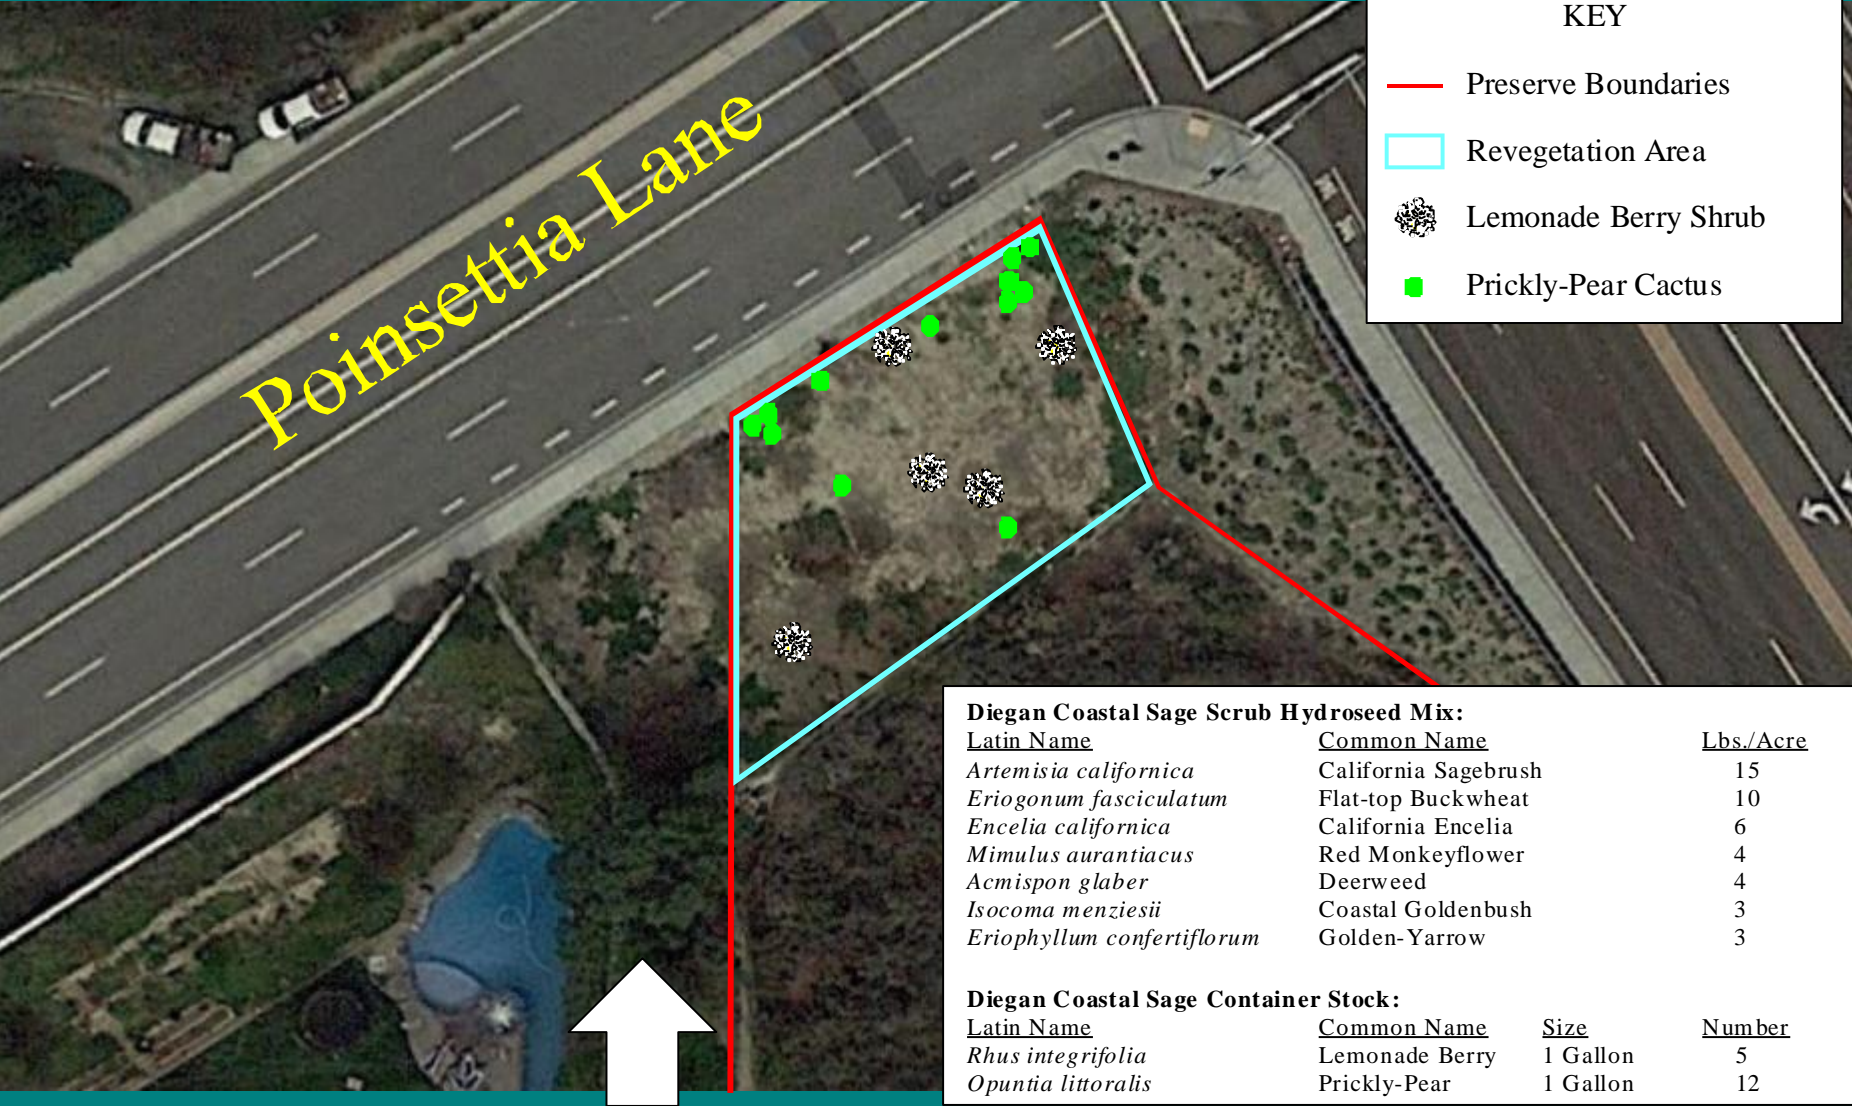 KEY
Preserve Boundaries
Revegetation Area
Lemonade Berry Shrub
Prickly-Pear Cactus
Poinsettia Lane
Diegan Coastal Sage Scrub Hydroseed Mix:
Latin Name Common Name Lbs./Acre
Artemisia californica California Sagebrush 15
Eriogonum fasciculatum Flat-top Buckwheat 10
Encelia californica California Encelia 6
Mimulus aurantiacus Red Monkeyflower 4
Acmispon glaber Deerweed 4
Isocoma menziesii Coastal Goldenbush 3
Eriophyllum confertiflorum Golden-Yarrow 3
Diegan Coastal Sage Container Stock:
Latin Name Common Name Size Number
Rhus integrifolia Lemonade Berry 1 Gallon 5
Opuntia littoralis Prickly-Pear 1 Gallon 12